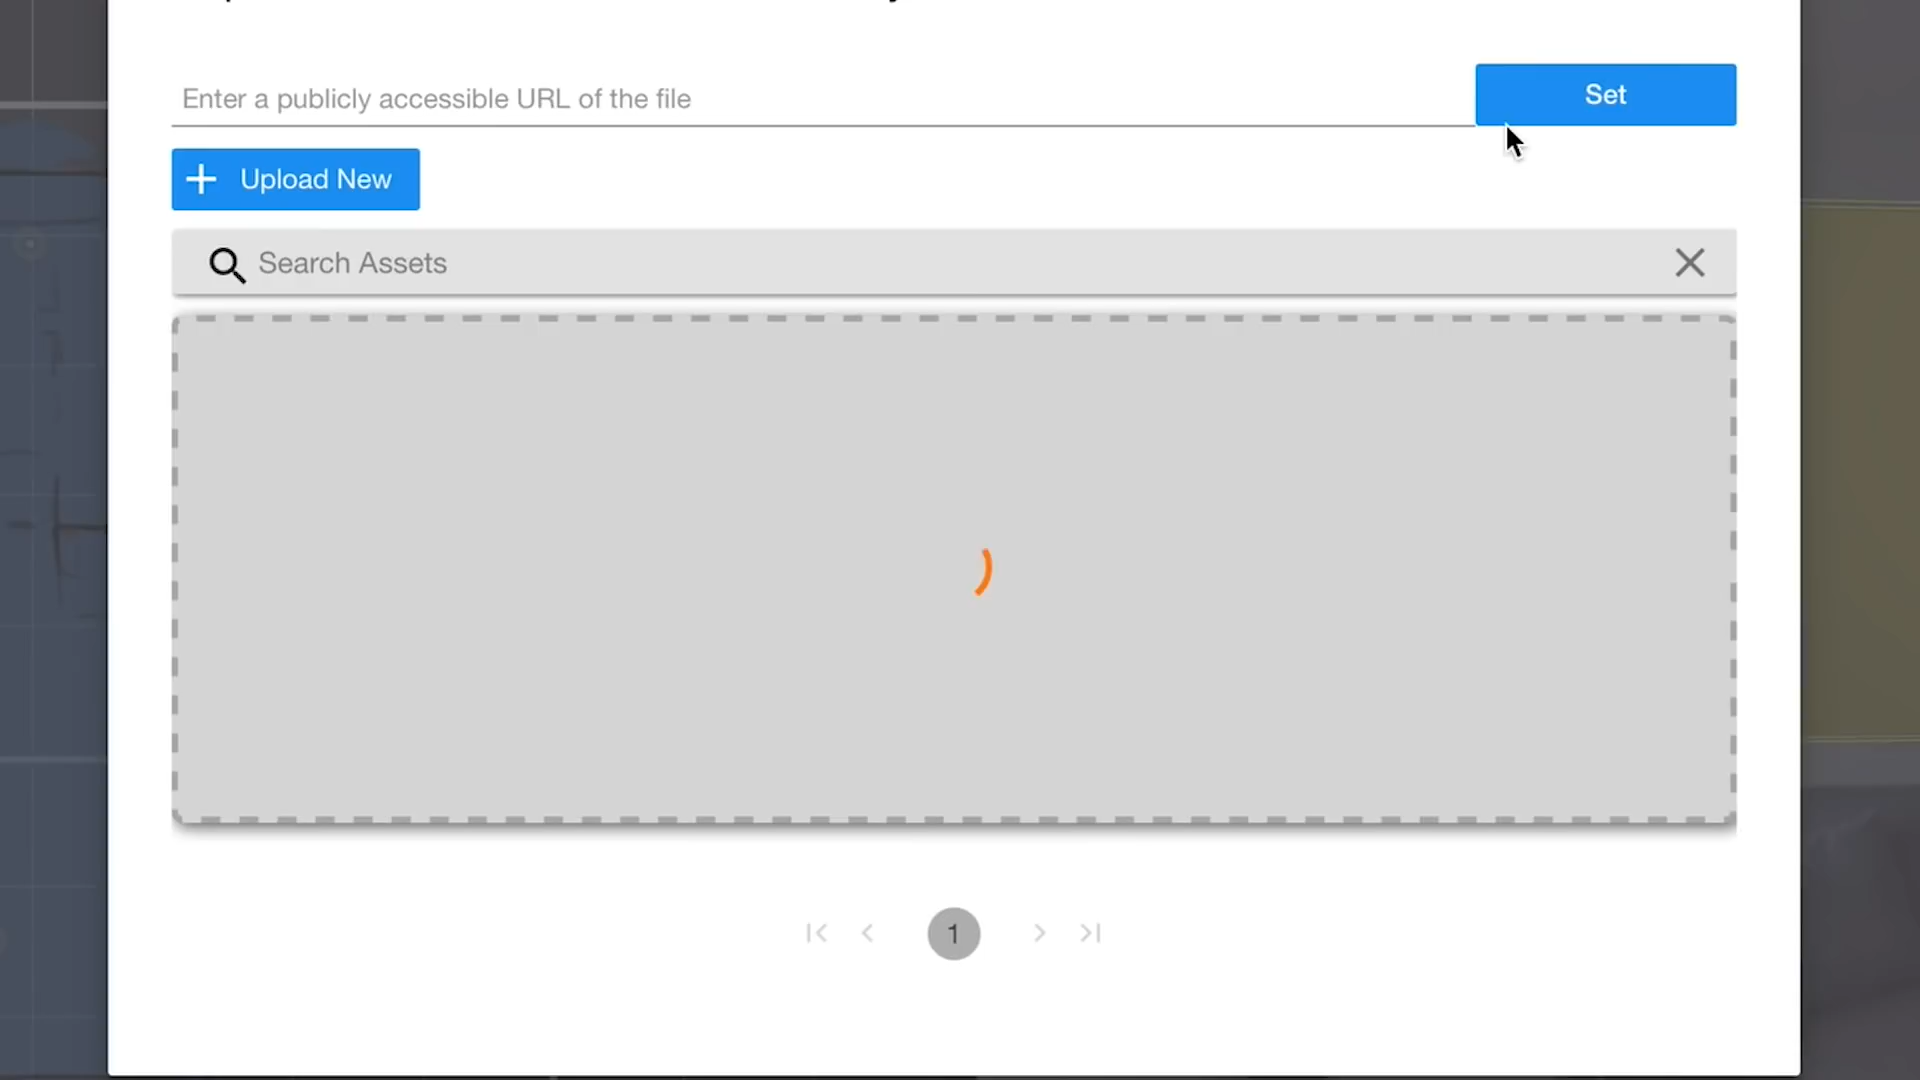 Enter a publicly accessible URL of the file
Set
Upload New
Search Assets
1